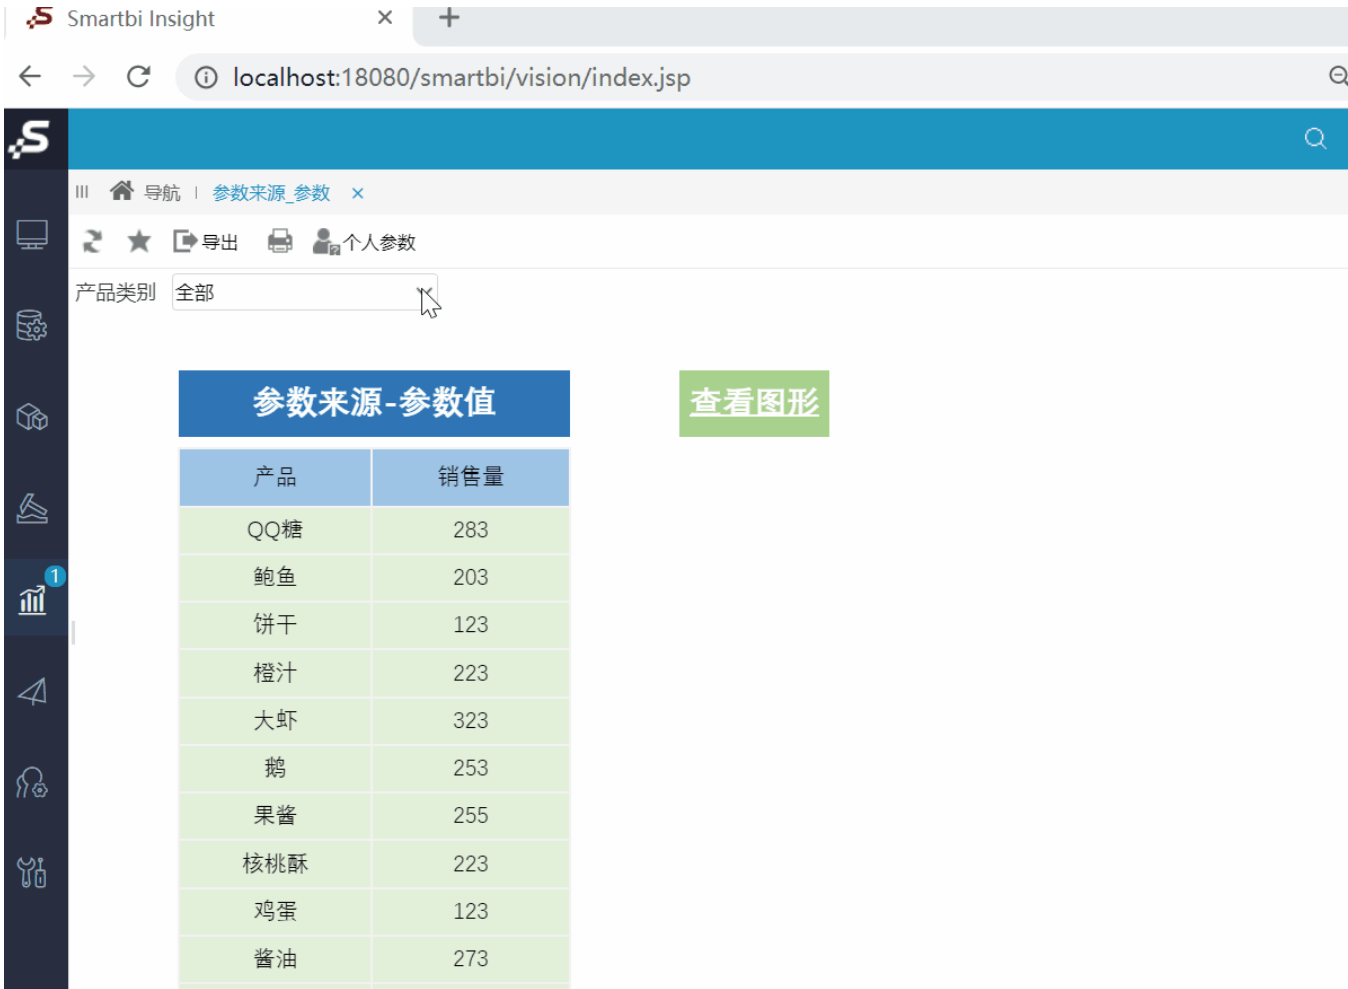 Smartbi Insight
localhost:18080/smartbi/vision/index.jsp
导航 参数来源_参数
导出 个人参数
产品类别 全部
参数来源-参数值 查看图形
产品 销售量
QQ糖 283
鲍鱼 203
饼干 123
橙汁 223
大虾 323
鹅 253
果酱 255
1
核桃酥 223
鸡蛋 123
酱油 273